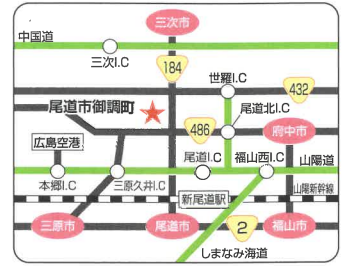 三次市
中国道
三次I.C
184
世羅I.C
432
尾道市御調町
尾道北I.C
486
府中市
広島空港
尾道I.C
福山西I.C
山陽道
本郷I.C
三原久井I.C
山陽新幹線
新尾道駅
三原市
尾道市
2
福山市
しまなみ海道